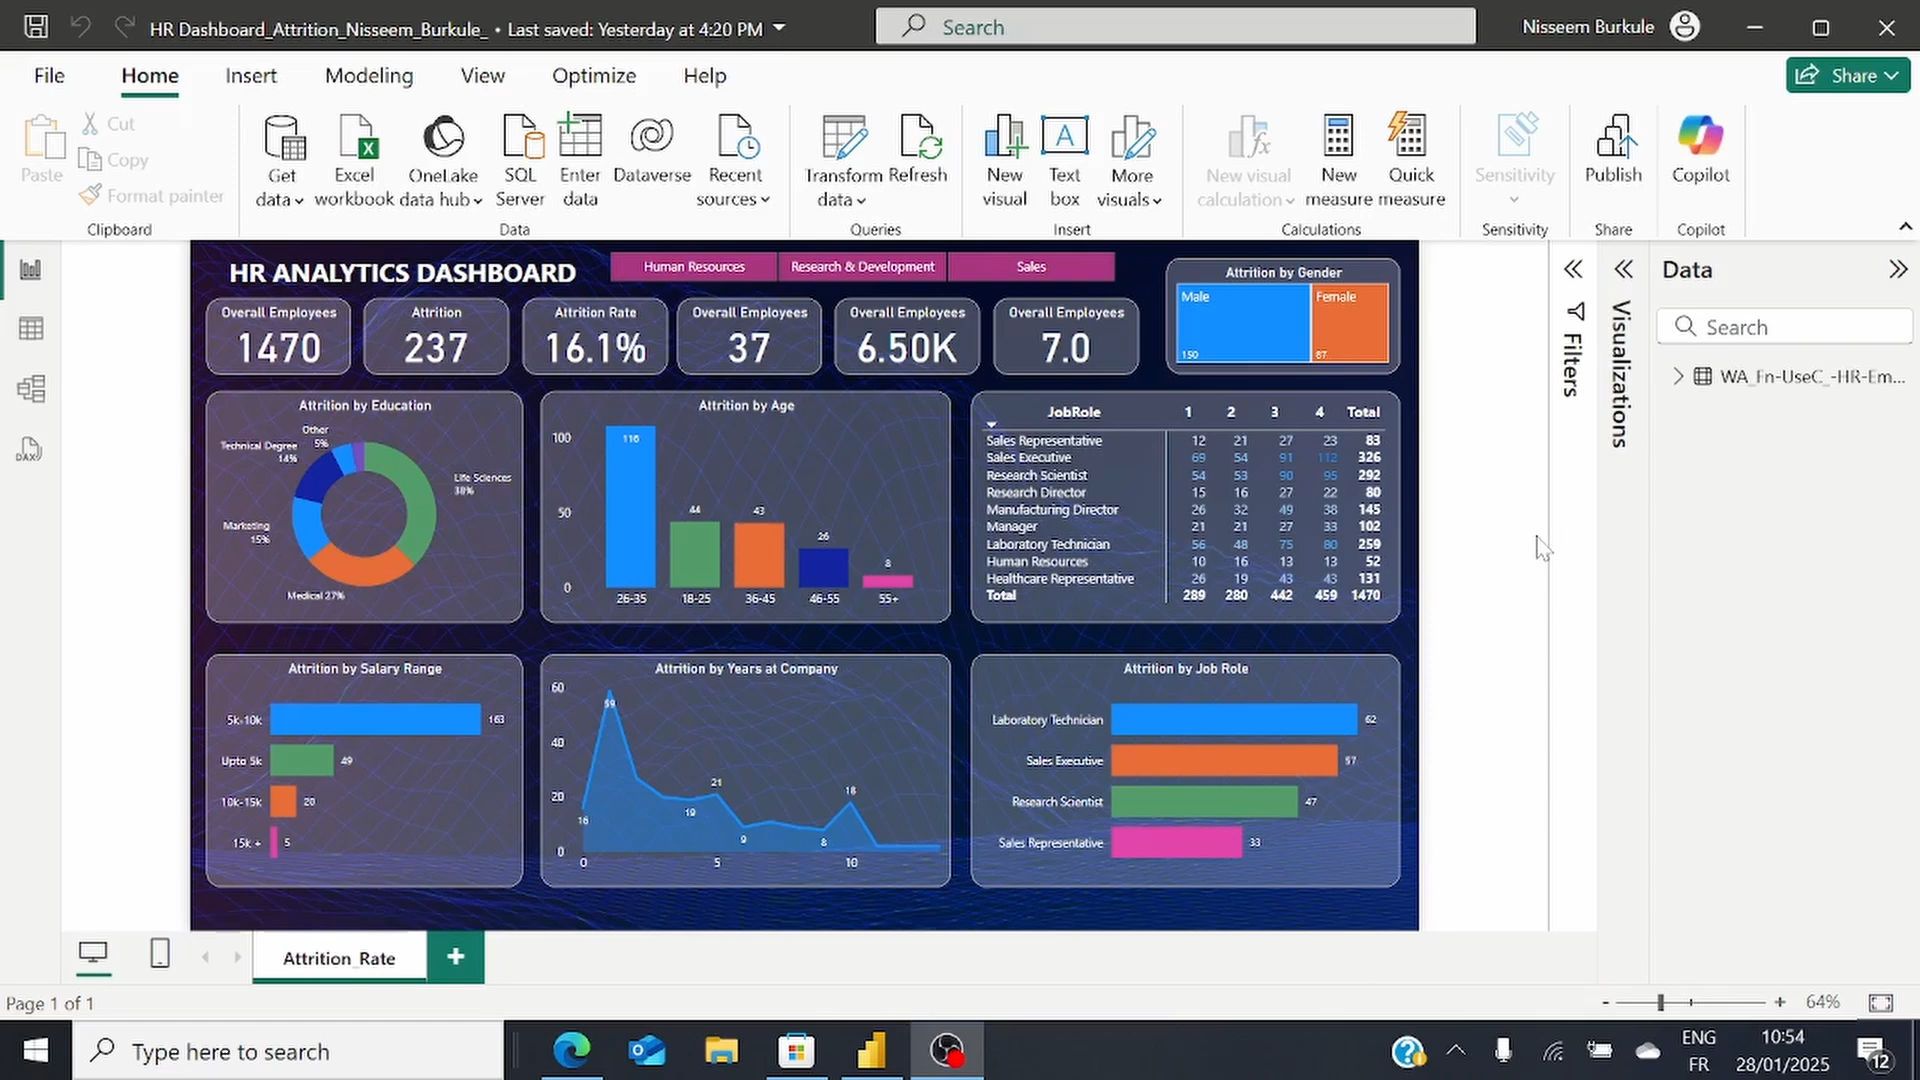 HR Dashboard_Attrition_Nisseem_Burkule_ • Last saved: Yesterday at 4:20 PM
Search
Nisseem Burkule
File
Home
Insert
Modeling
View
Optimize
Help
Share
Paste
Cut
Copy
Format painter
Clipboard
Get data
Excel workbook
OneLake data hub
SQL Server
Enter data
Dataverse
Recent sources
Data
Transform data
Refresh
Queries
New visual
Text box
More visuals
Insert
New visual calculation
New measure
Quick measure
Calculations
Sensitivity
Sensitivity
Publish
Share
Copilot
Copilot
HR ANALYTICS DASHBOARD
Human Resources
Research & Development
Sales
Overall Employees
1470
Attrition
237
Attrition Rate
16.1%
Overall Employees
37
Overall Employees
6.50K
Overall Employees
7.0
Attrition by Gender
Male
150
Female
87
Attrition by Education
Other
5%
Technical Degree
14%
Life Sciences
38%
Marketing
15%
Medical 27%
Attrition by Age
100
50
0
116
44
43
26
8
26-35
18-25
36-45
46-55
55+
JobRole 1 2 3 4 Total
Sales Representative 12 21 27 23 83
Sales Executive 69 54 91 112 326
Research Scientist 54 53 90 95 292
Research Director 15 16 27 22 80
Manufacturing Director 26 32 49 38 145
Manager 21 21 27 33 102
Laboratory Technician 56 48 75 80 259
Human Resources 10 16 13 13 52
Healthcare Representative 26 19 43 43 131
Total 289 280 442 459 1470
Attrition by Salary Range
5k-10k 163
Upto 5k 49
10k-15k 20
15k + 5
Attrition by Years at Company
60
40
20
0
59
16
19
21
9
8
18
0
5
10
Attrition by Job Role
Laboratory Technician 62
Sales Executive 57
Research Scientist 47
Sales Representative 33
Filters
Visualizations
Data
Search
WA_Fn-UseC_-HR-Em...
DAX
Attrition_Rate
+
Page 1 of 1
- + 64%
Type here to search
ENG
FR
10:54
28/01/2025
12